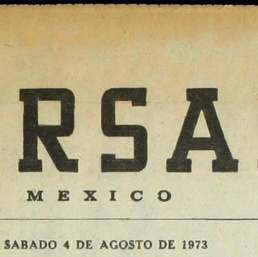 RSA
MEXICO
SABADO 4 DE AGOSTO DE 1973